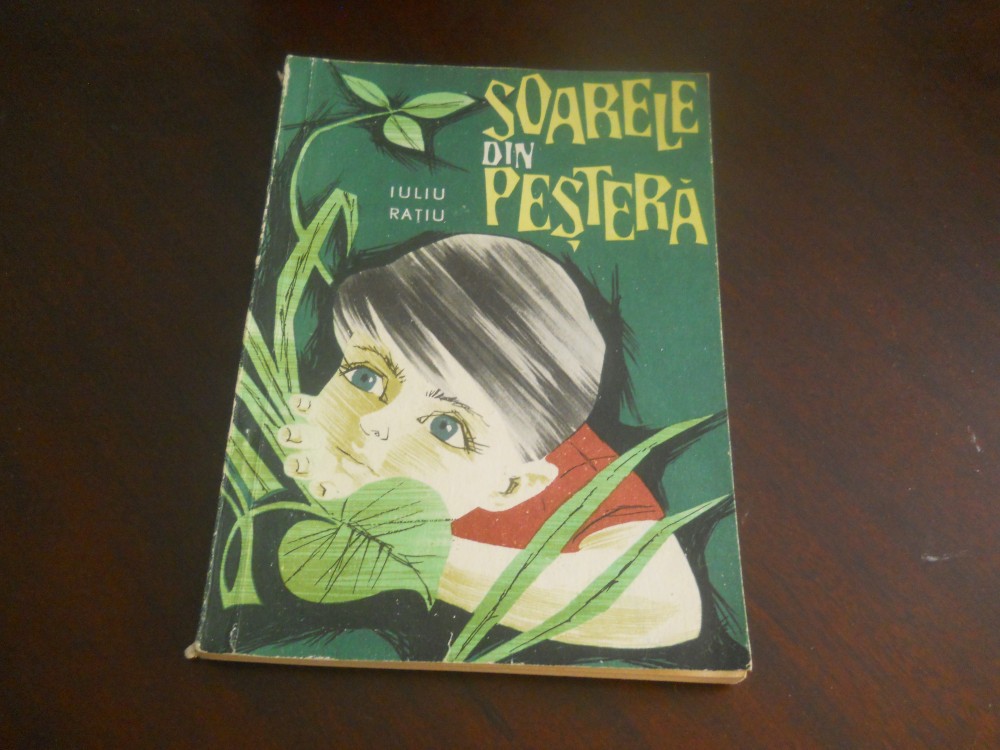 SOARELE
DIN
PEȘTERĂ
IULIU
RAȚIU